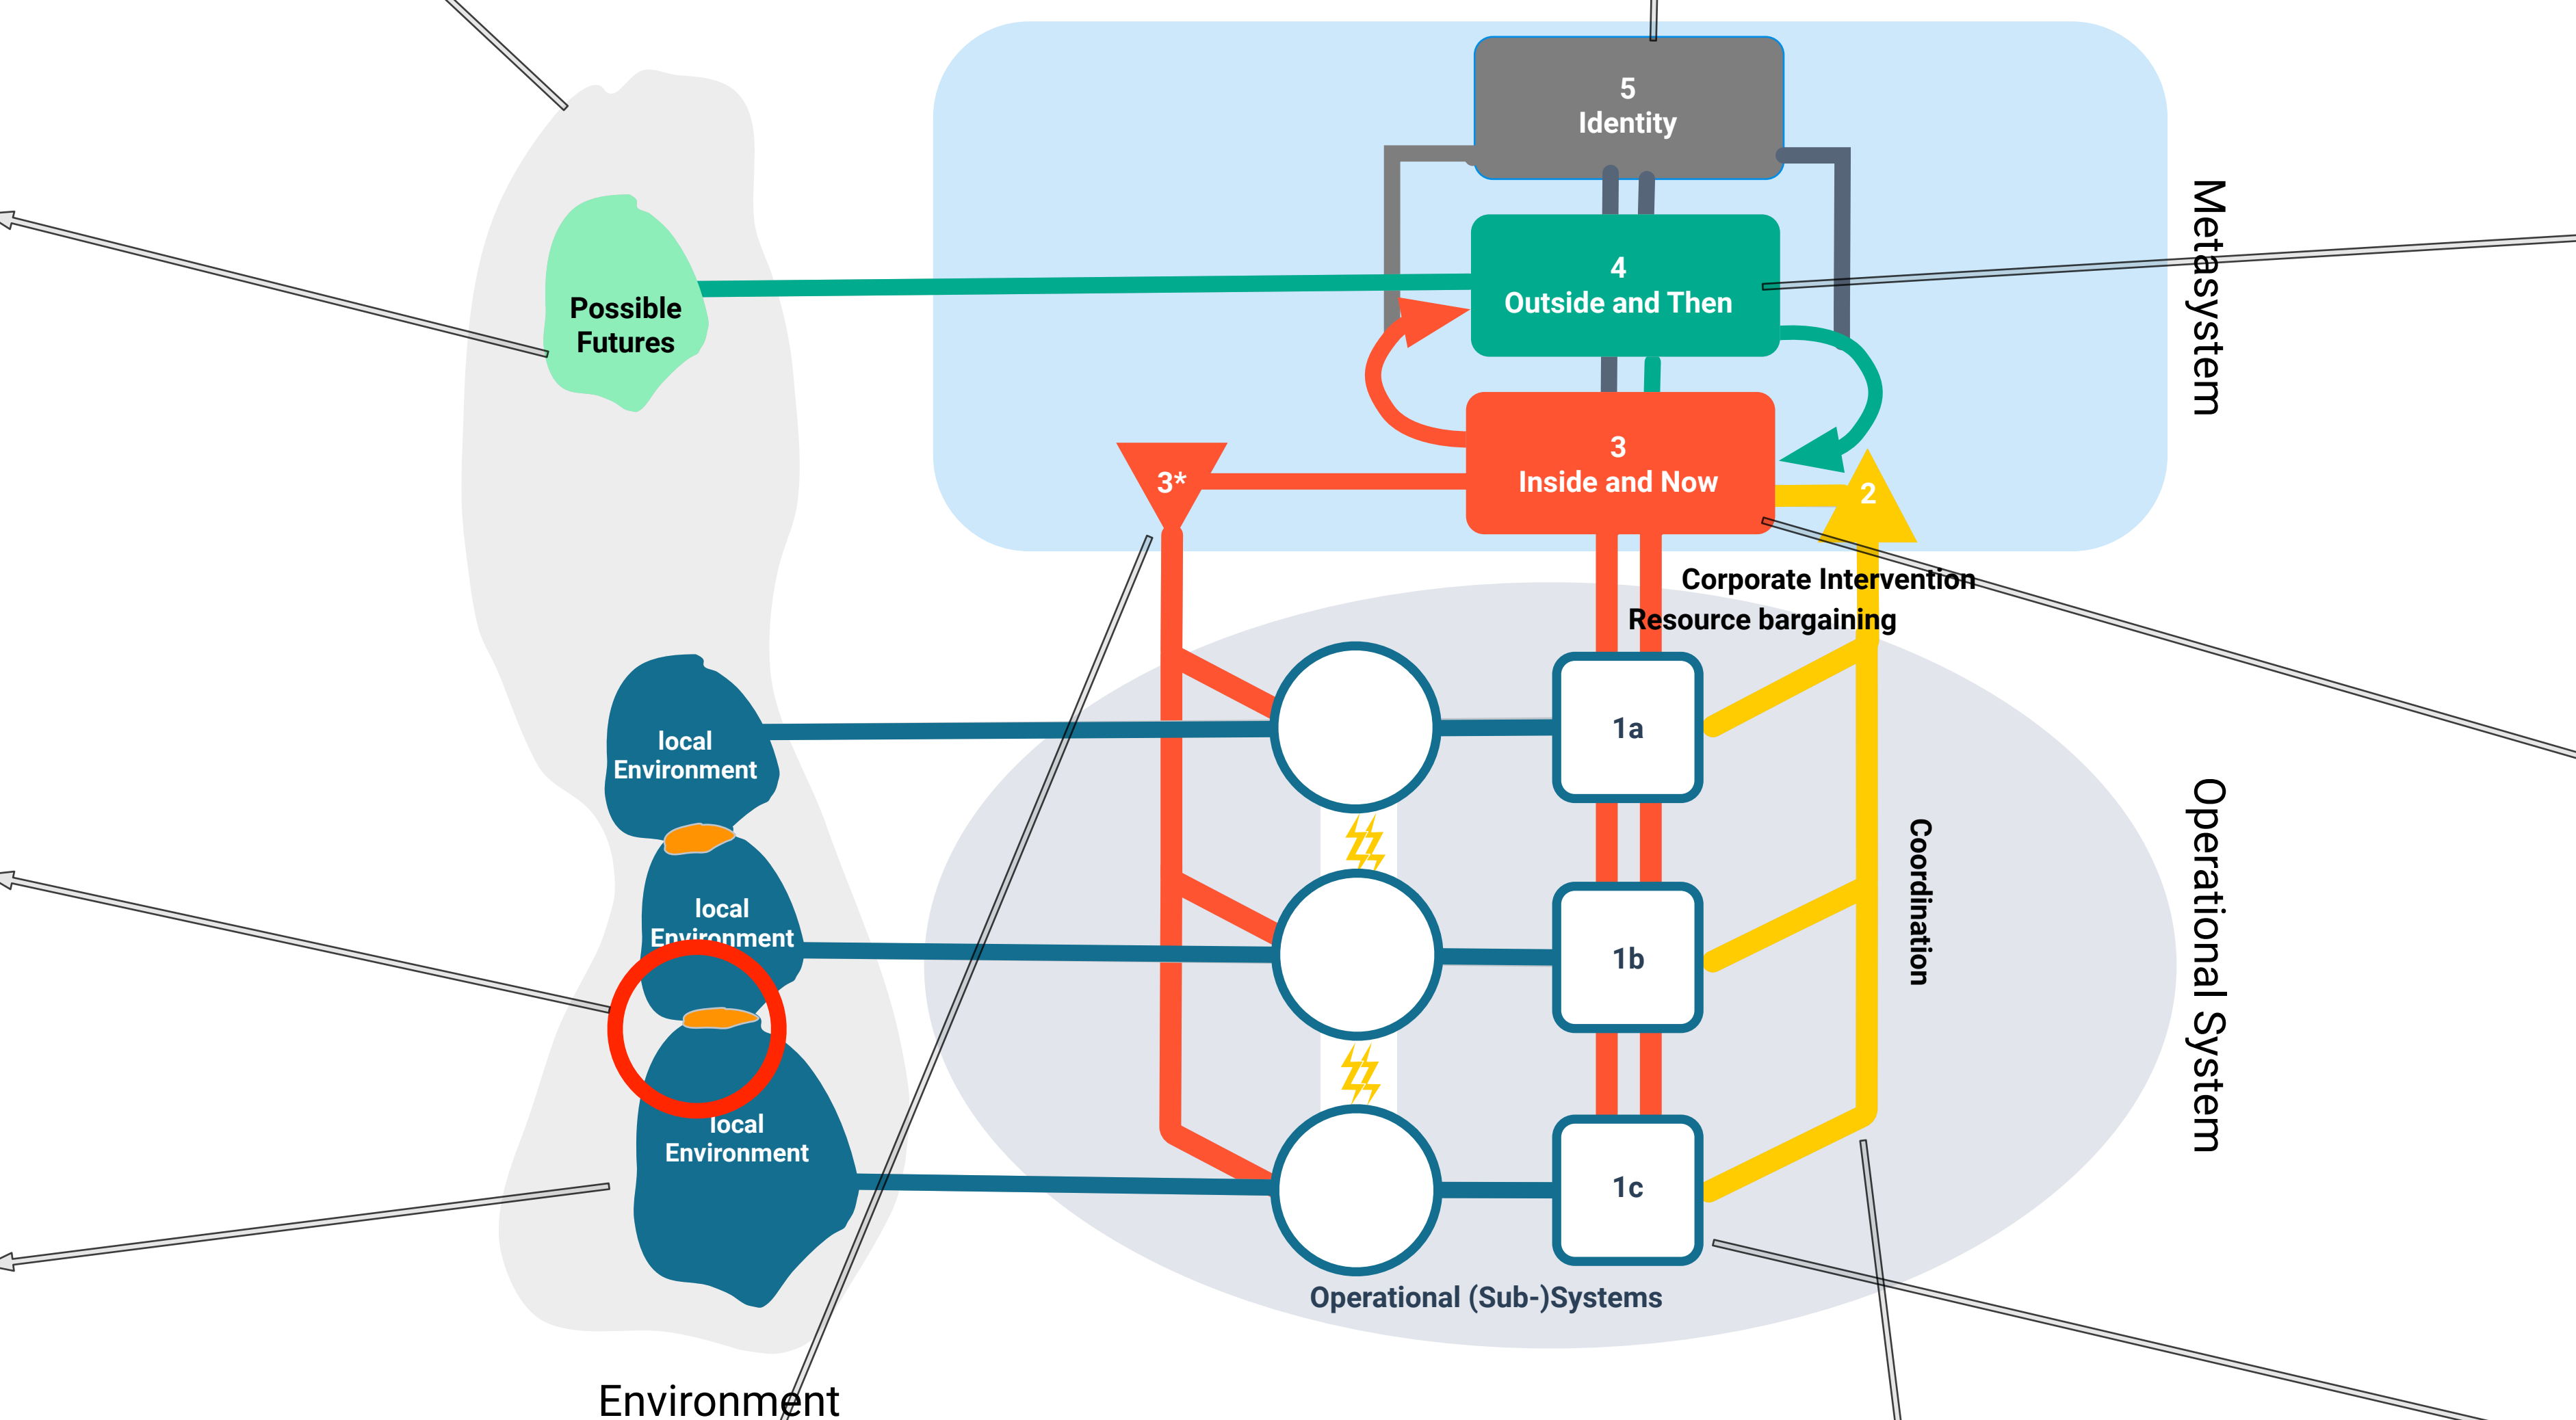 5
Identity
4
Outside and Then
Possible
Futures
3
Inside and Now
3*
2
Metasystem
Corporate Intervention
Resource bargaining
local
Environment
1a
local
Environment
1b
Coordination
Operational System
local
Environment
1c
Operational (Sub-)Systems
Environment